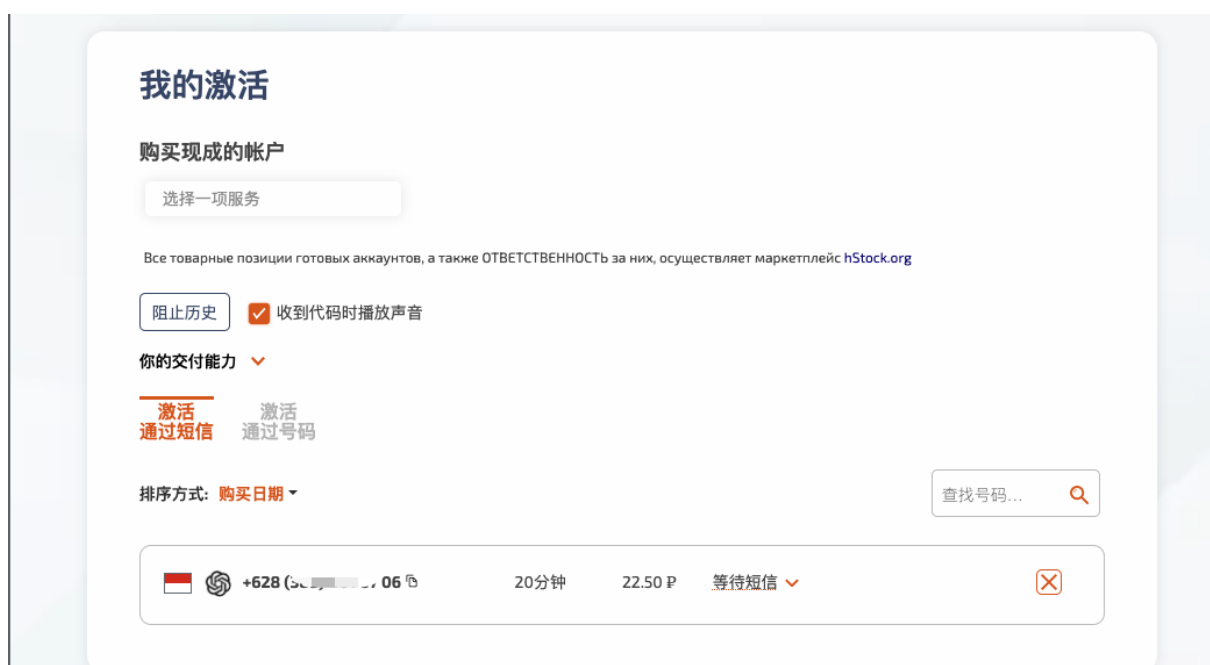 我的激活
购买现成的帐户
选择一项服务
Все товарные позиции готовых аккаунтов, а также ОТВЕТСТВЕННОСТЬ за них, осуществляет маркетплейс hStock.org
阻止历史 收到代码时播放声音
你的交付能力
激活 激活
通过短信 通过号码
排序方式: 购买日期 查找号码...
+628 ( 06 20分钟 22.50 ₽ 等待短信